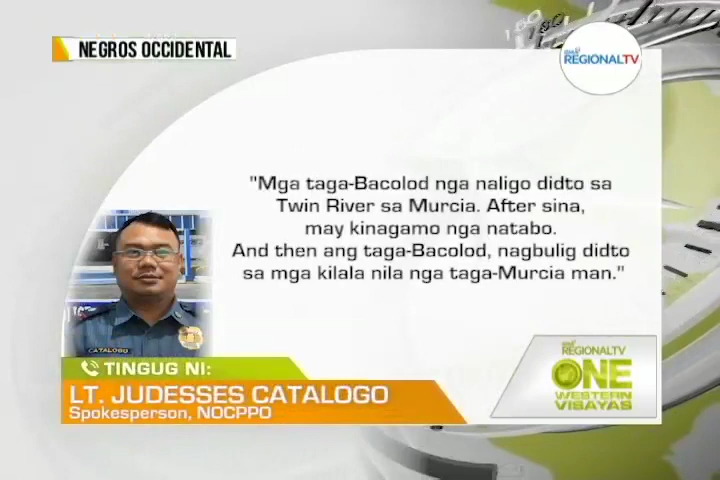 NEGROS OCCIDENTAL
REGIONALTV
"Mga taga-Bacolod nga naligo didto sa
Twin River sa Murcia. After sina,
may kinagamo nga natabo.
And then ang taga-Bacolod, nagbulig didto
sa mga kilala nila nga taga-Murcia man."
CATALOGO
TINGUG NI:
LT. JUDESSES CATALOGO
Spokesperson, NOCPPO
REGIONALTV
ONE
WESTERN
VISAYAS